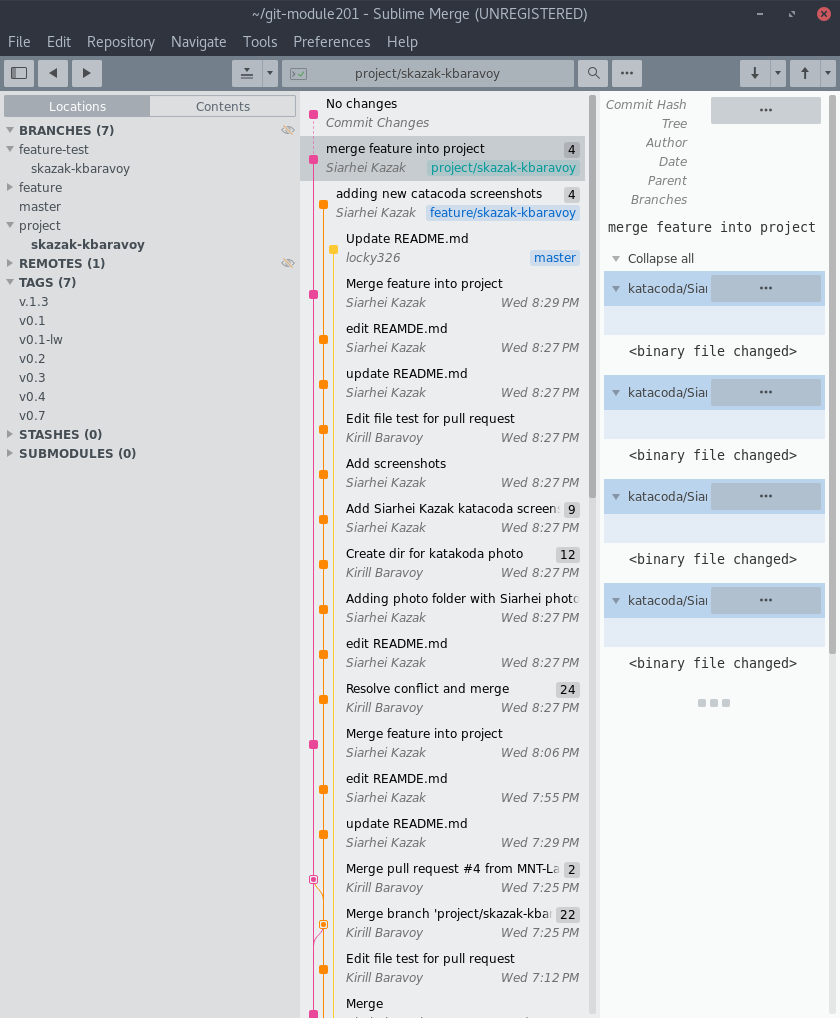 ~/git-module201 - Sublime Merge (UNREGISTERED)
File Edit Repository Navigate Tools Preferences Help
project/skazak-kbaravoy
Locations Contents
BRANCHES (7)
feature-test
skazak-kbaravoy
feature
master
project
skazak-kbaravoy
REMOTES (1)
TAGS (7)
v.1.3
v0.1
v0.1-lw
v0.2
v0.3
v0.4
v0.7
STASHES (0)
SUBMODULES (0)
No changes
Commit Changes
merge feature into project 4
Siarhei Kazak project/skazak-kbaravoy
adding new catacoda screenshots 4
Siarhei Kazak feature/skazak-kbaravoy
Update README.md
locky326 master
Merge feature into project
Siarhei Kazak Wed 8:29 PM
edit REAMDE.md
Siarhei Kazak Wed 8:27 PM
update README.md
Siarhei Kazak Wed 8:27 PM
Edit file test for pull request
Kirill Baravoy Wed 8:27 PM
Add screenshots
Siarhei Kazak Wed 8:27 PM
Add Siarhei Kazak katacoda screens 9
Siarhei Kazak Wed 8:27 PM
Create dir for katakoda photo 12
Kirill Baravoy Wed 8:27 PM
Adding photo folder with Siarhei photo
Siarhei Kazak Wed 8:27 PM
edit README.md
Siarhei Kazak Wed 8:27 PM
Resolve conflict and merge 24
Kirill Baravoy Wed 8:27 PM
Merge feature into project
Siarhei Kazak Wed 8:06 PM
edit REAMDE.md
Siarhei Kazak Wed 7:55 PM
update README.md
Siarhei Kazak Wed 7:29 PM
Merge pull request #4 from MNT-La 2
Kirill Baravoy Wed 7:25 PM
Merge branch 'project/skazak-kba 22
Kirill Baravoy Wed 7:25 PM
Edit file test for pull request
Kirill Baravoy Wed 7:12 PM
Merge
Commit Hash
Tree
Author
Date
Parent
Branches
merge feature into project
Collapse all
katacoda/Siar
<binary file changed>
katacoda/Siar
<binary file changed>
katacoda/Siar
<binary file changed>
katacoda/Siar
<binary file changed>